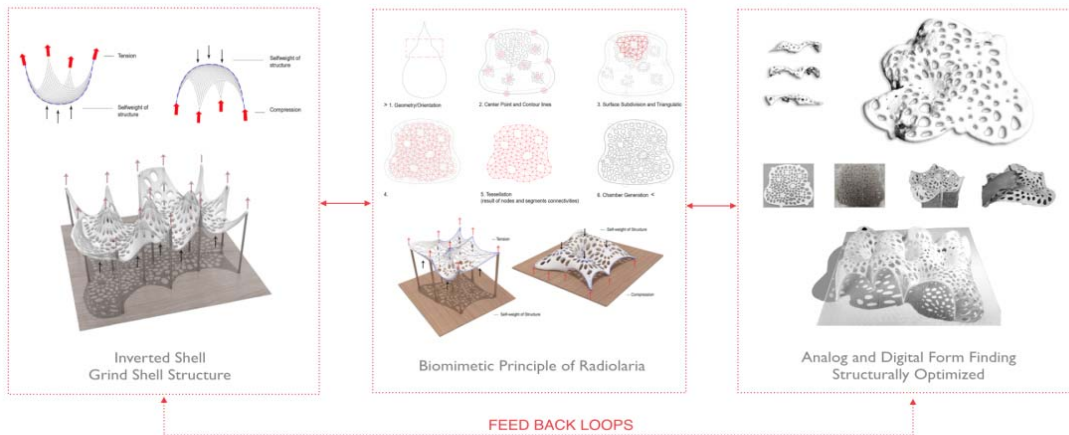 Tension
Selfweight of
structure
Selfweight of
structure
Compression
Inverted Shell
Grind Shell Structure
> 1. Geometry/Orientation
2. Center Point and Contour lines
3. Surface Subdivision and Triangulatic
4.
5. Tessellation
(result of nodes and segments connectivities)
6. Chamber Generation <
Tension
Self-weight of Structure
Self-weight of Structure
Compression
Biomimetic Principle of Radiolaria
Analog and Digital Form Finding
Structurally Optimized
FEED BACK LOOPS